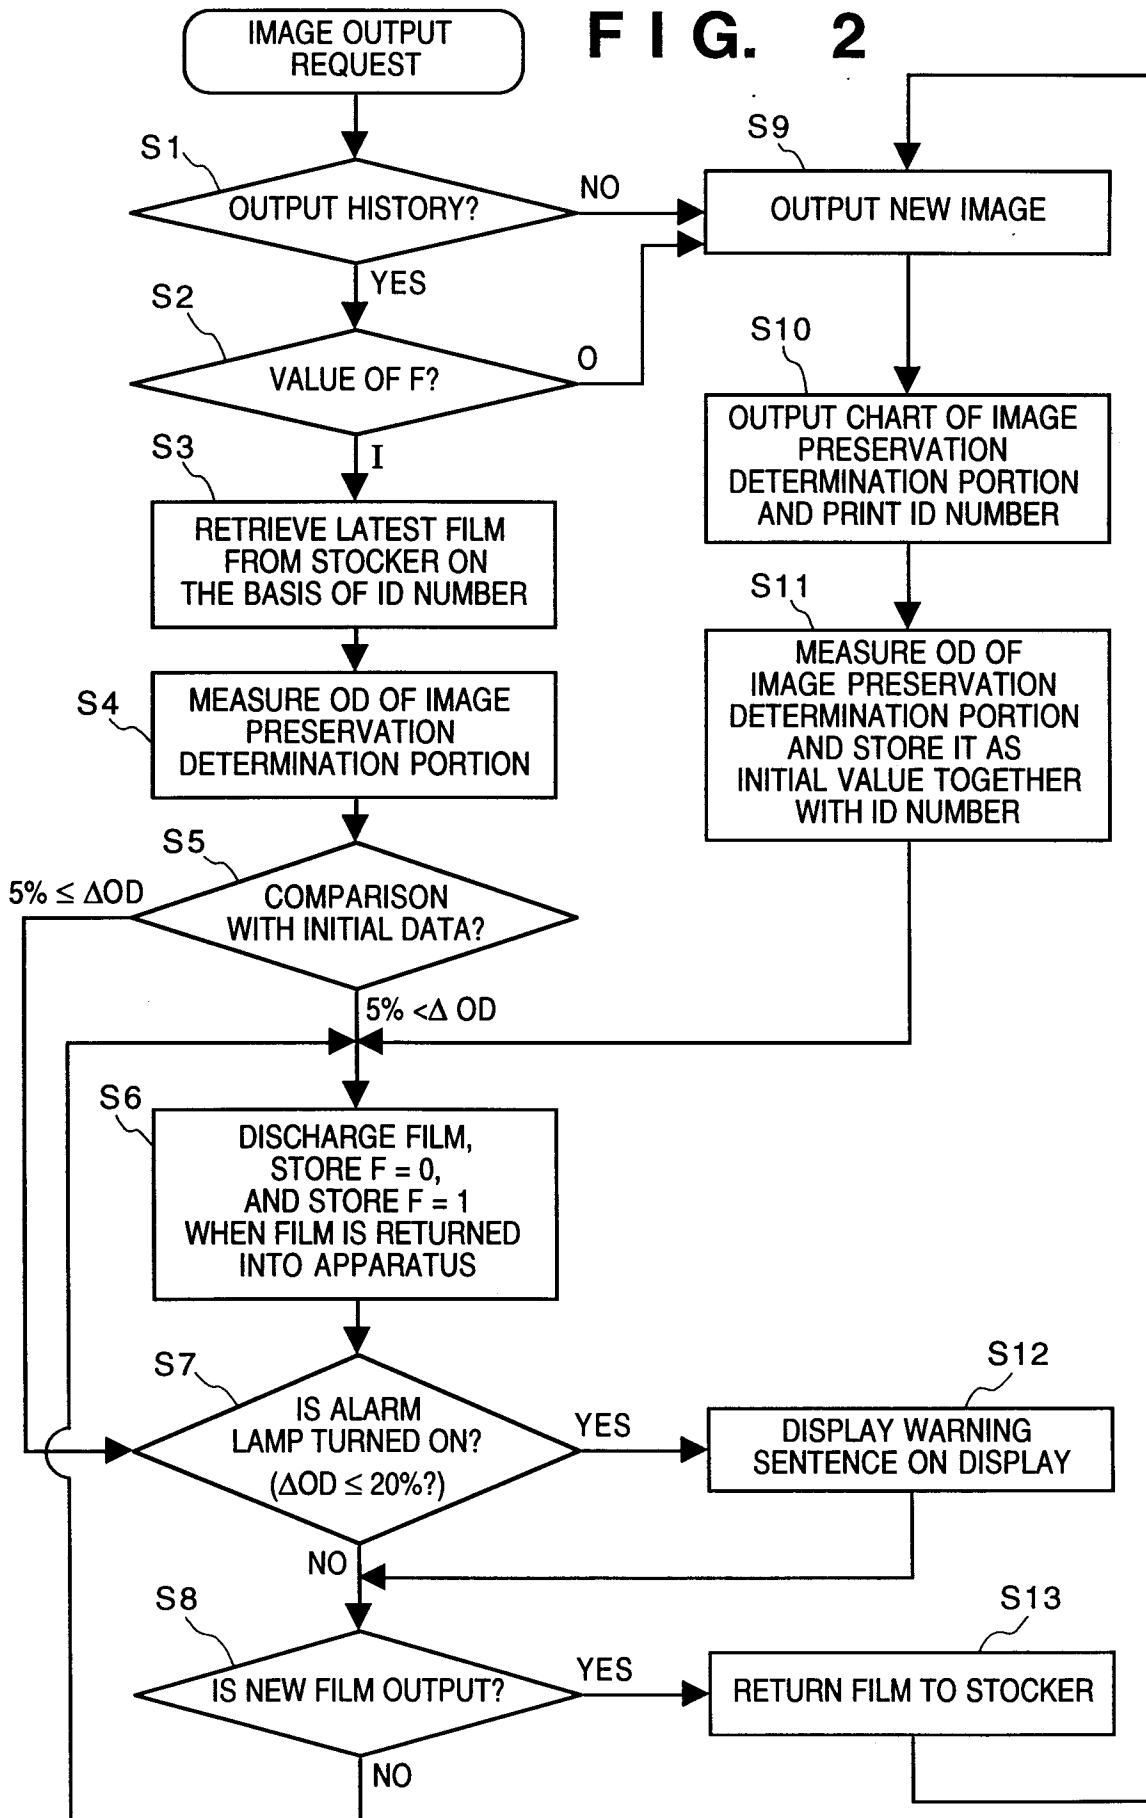 FIG. 2
IMAGE OUTPUT
REQUEST
S1
OUTPUT HISTORY?
NO
YES
S2
VALUE OF F?
O
I
S3
RETRIEVE LATEST FILM
FROM STOCKER ON
THE BASIS OF ID NUMBER
S4
MEASURE OD OF IMAGE
PRESERVATION
DETERMINATION PORTION
S5
COMPARISON
WITH INITIAL DATA?
5% ≤ ΔOD
5% <Δ OD
S6
DISCHARGE FILM,
STORE F = 0,
AND STORE F = 1
WHEN FILM IS RETURNED
INTO APPARATUS
S7
IS ALARM
LAMP TURNED ON?
(ΔOD ≤ 20%?)
YES
NO
S8
IS NEW FILM OUTPUT?
YES
NO
S9
OUTPUT NEW IMAGE
S10
OUTPUT CHART OF IMAGE
PRESERVATION
DETERMINATION PORTION
AND PRINT ID NUMBER
S11
MEASURE OD OF
IMAGE PRESERVATION
DETERMINATION PORTION
AND STORE IT AS
INITIAL VALUE TOGETHER
WITH ID NUMBER
S12
DISPLAY WARNING
SENTENCE ON DISPLAY
S13
RETURN FILM TO STOCKER